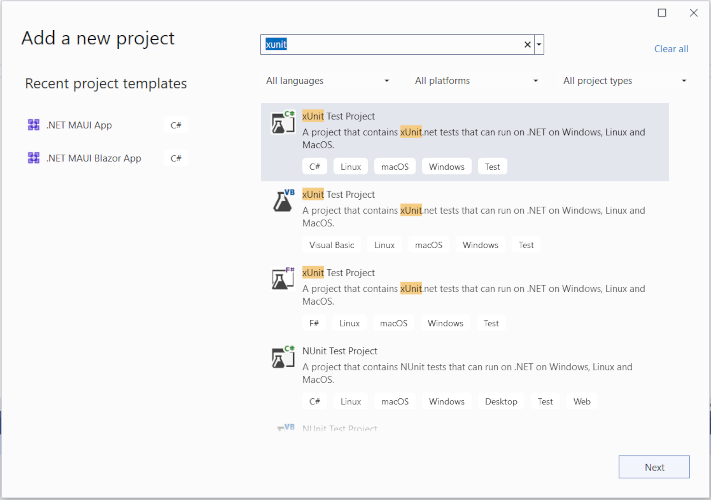 Add a new project
xunit
Clear all
Recent project templates
All languages
All platforms
All project types
.NET MAUI App
C#
.NET MAUI Blazor App
C#
C#
xUnit Test Project
A project that contains xUnit.net tests that can run on .NET on Windows, Linux and
MacOS.
C# Linux macOS Windows Test
VB
xUnit Test Project
A project that contains xUnit.net tests that can run on .NET on Windows, Linux and
MacOS.
Visual Basic Linux macOS Windows Test
F#
xUnit Test Project
A project that contains xUnit.net tests that can run on .NET on Windows, Linux and
MacOS.
F# Linux macOS Windows Test
C#
NUnit Test Project
A project that contains NUnit tests that can run on .NET on Windows, Linux and
MacOS.
C# Linux macOS Windows Desktop Test Web
VB
NUnit Test Project
Next